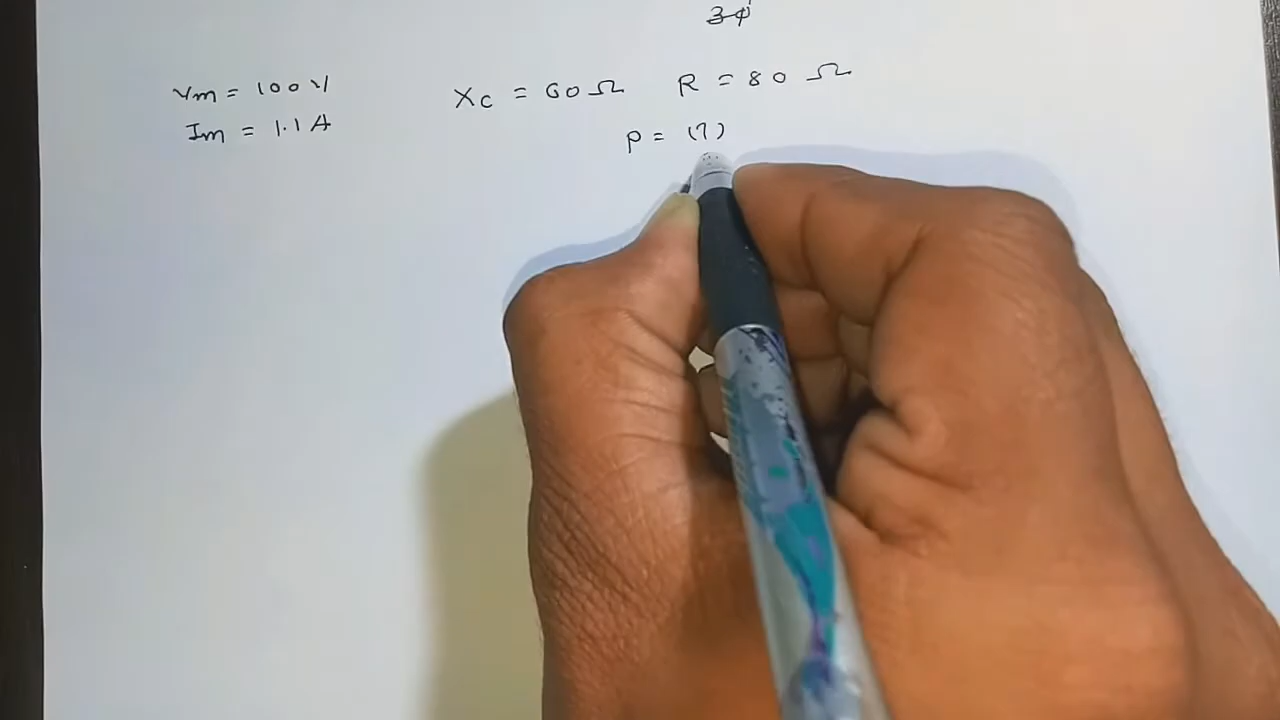 34
Vm = 100 V Xc = 60 Ω R = 80 Ω
Im = 1.1 A P = (?)